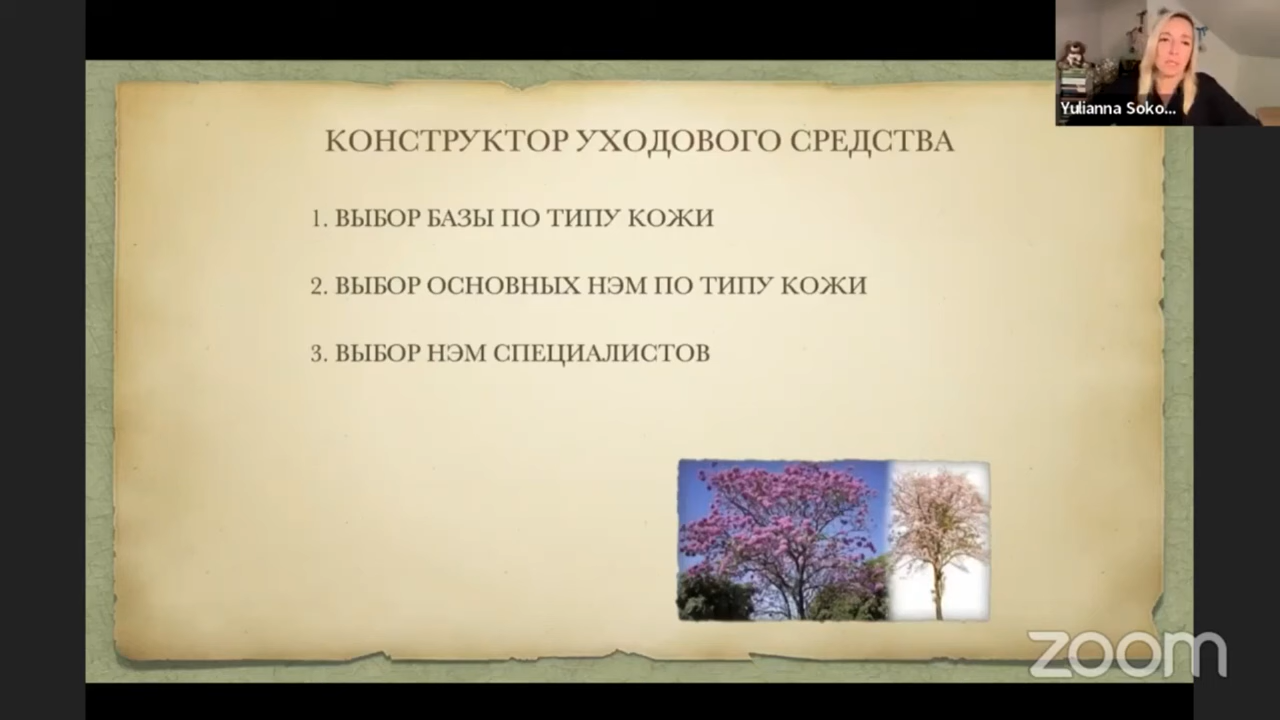 КОНСТРУКТОР УХОДОВОГО СРЕДСТВА
1. ВЫБОР БАЗЫ ПО ТИПУ КОЖИ
2. ВЫБОР ОСНОВНЫХ НЭМ ПО ТИПУ КОЖИ
3. ВЫБОР НЭМ СПЕЦИАЛИСТОВ
Yulianna Soko...
zoom